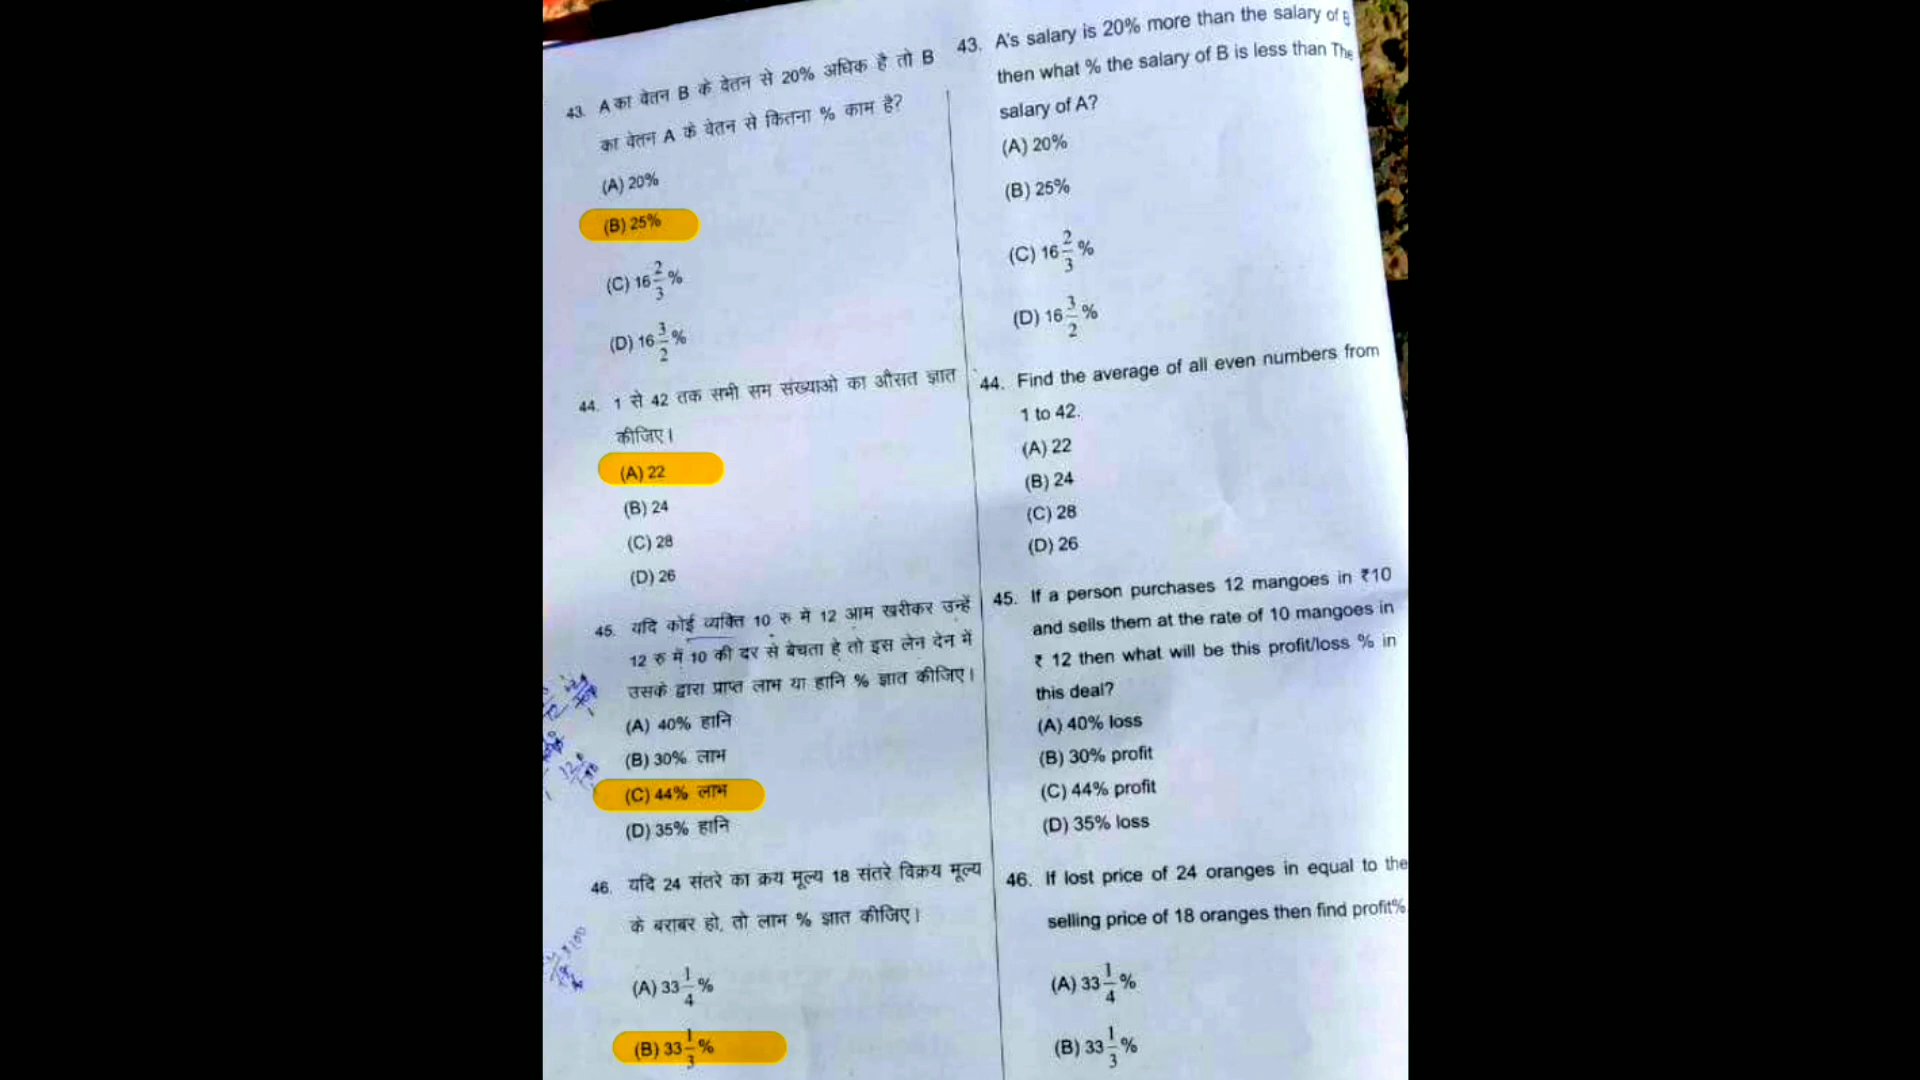 43. A का वेतन B के वेतन से 20% अधिक है तो B
का वेतन A के वेतन से कितना % काम है?
(A) 20%
(B) 25%
(C) 16 2/3 %
(D) 16 3/2 %
44. 1 से 42 तक सभी सम संख्याओ का औसत ज्ञात
कीजिए।
(A) 22
(B) 24
(C) 28
(D) 26
45. यदि कोई व्यक्ति 10 रु मे 12 आम खरीकर उन्हें
12 रु में 10 की दर से बेचता हे तो इस लेन देन में
उसके द्वारा प्राप्त लाभ या हानि % ज्ञात कीजिए।
(A) 40% हानि
(B) 30% लाभ
(C) 44% लाभ
(D) 35% हानि
46. यदि 24 संतरे का क्रय मूल्य 18 संतरे विक्रय मूल्य
के बराबर हो, तो लाभ % ज्ञात कीजिए।
(A) 33 1/4 %
(B) 33 1/3 %
43. A's salary is 20% more than the salary of B
then what % the salary of B is less than The
salary of A?
(A) 20%
(B) 25%
(C) 16 2/3 %
(D) 16 3/2 %
44. Find the average of all even numbers from
1 to 42.
(A) 22
(B) 24
(C) 28
(D) 26
45. If a person purchases 12 mangoes in ₹10
and sells them at the rate of 10 mangoes in
₹ 12 then what will be this profit/loss % in
this deal?
(A) 40% loss
(B) 30% profit
(C) 44% profit
(D) 35% loss
46. If lost price of 24 oranges in equal to the
selling price of 18 oranges then find profit%
(A) 33 1/4 %
(B) 33 1/3 %